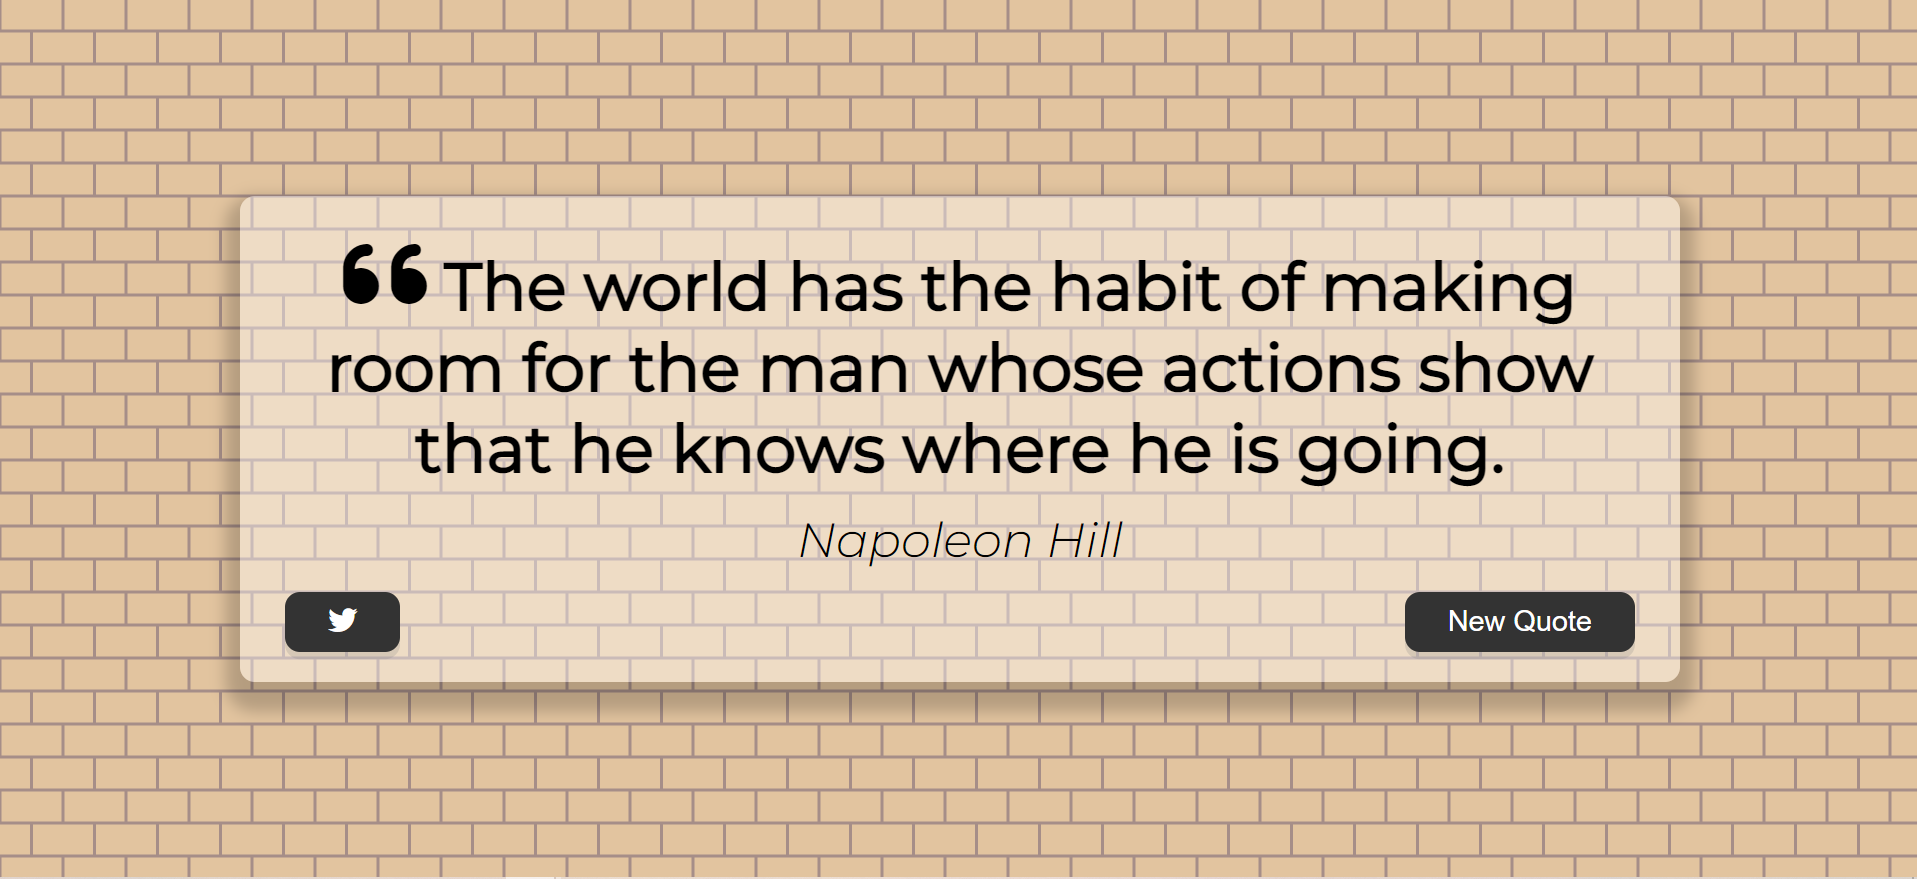 “ The world has the habit of making
room for the man whose actions show
that he knows where he is going.
Napoleon Hill
New Quote